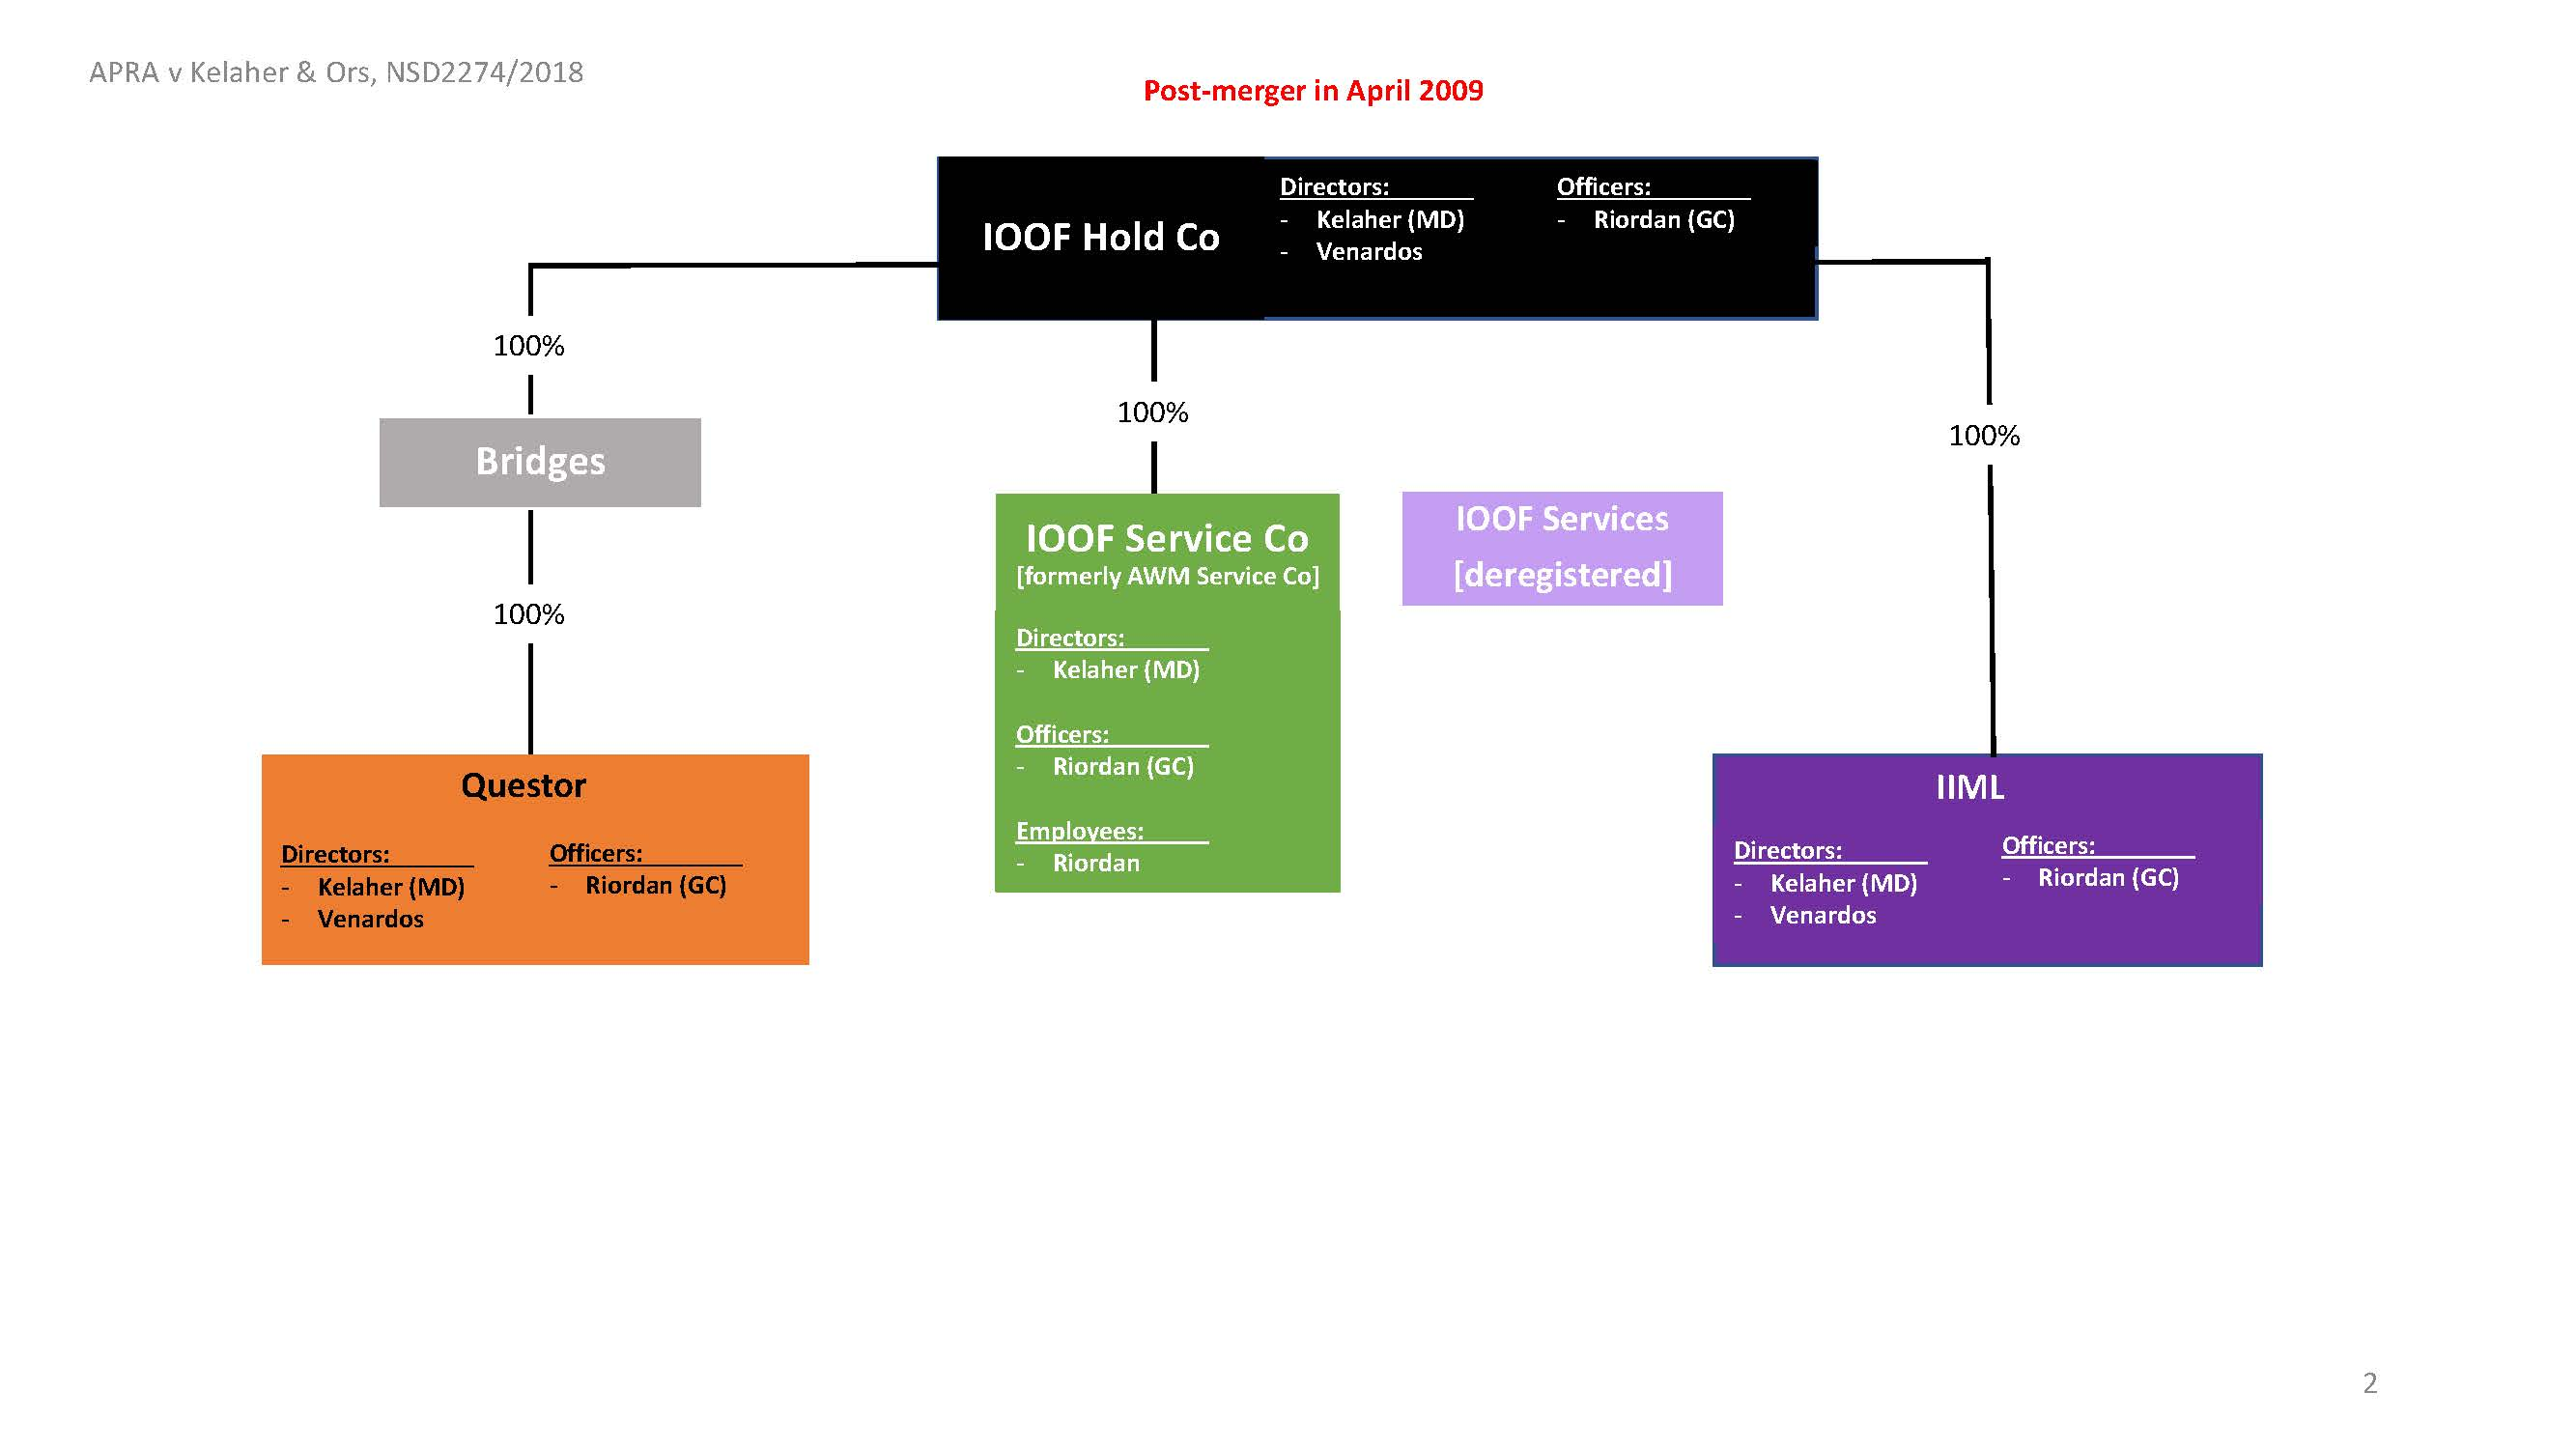 APRA v Kelaher & Ors, NSD2274/2018
Post-merger in April 2009
IOOF Hold Co
Directors:
- Kelaher (MD)
- Venardos
Officers:
- Riordan (GC)
100%
100%
100%
Bridges
100%
IOOF Service Co
[formerly AWM Service Co]
Directors:
- Kelaher (MD)
Officers:
- Riordan (GC)
Employees:
- Riordan
IOOF Services
[deregistered]
Questor
Directors:
- Kelaher (MD)
- Venardos
Officers:
- Riordan (GC)
IIML
Directors:
- Kelaher (MD)
- Venardos
Officers:
- Riordan (GC)
2